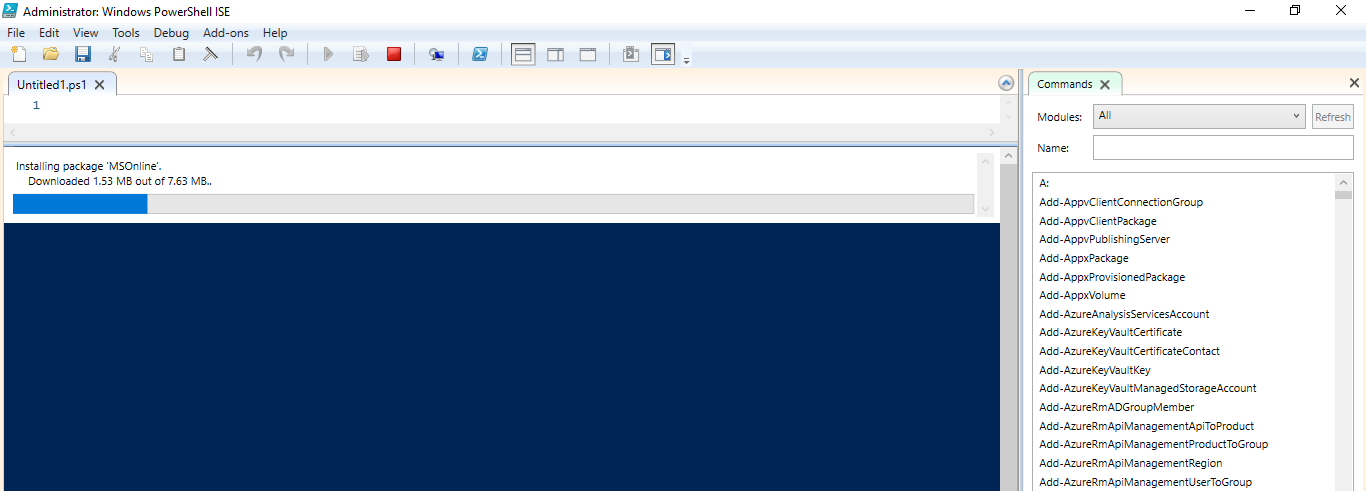 Administrator: Windows PowerShell ISE
File Edit View Tools Debug Add-ons Help
Untitled1.ps1
1
Installing package 'MSOnline'.
Downloaded 1.53 MB out of 7.63 MB..
Commands
Modules: All Refresh
Name:
A:
Add-AppvClientConnectionGroup
Add-AppvClientPackage
Add-AppvPublishingServer
Add-AppxPackage
Add-AppxProvisionedPackage
Add-AppxVolume
Add-AzureAnalysisServicesAccount
Add-AzureKeyVaultCertificate
Add-AzureKeyVaultCertificateContact
Add-AzureKeyVaultKey
Add-AzureKeyVaultManagedStorageAccount
Add-AzureRmADGroupMember
Add-AzureRmApiManagementApiToProduct
Add-AzureRmApiManagementProductToGroup
Add-AzureRmApiManagementRegion
Add-AzureRmApiManagementUserToGroup